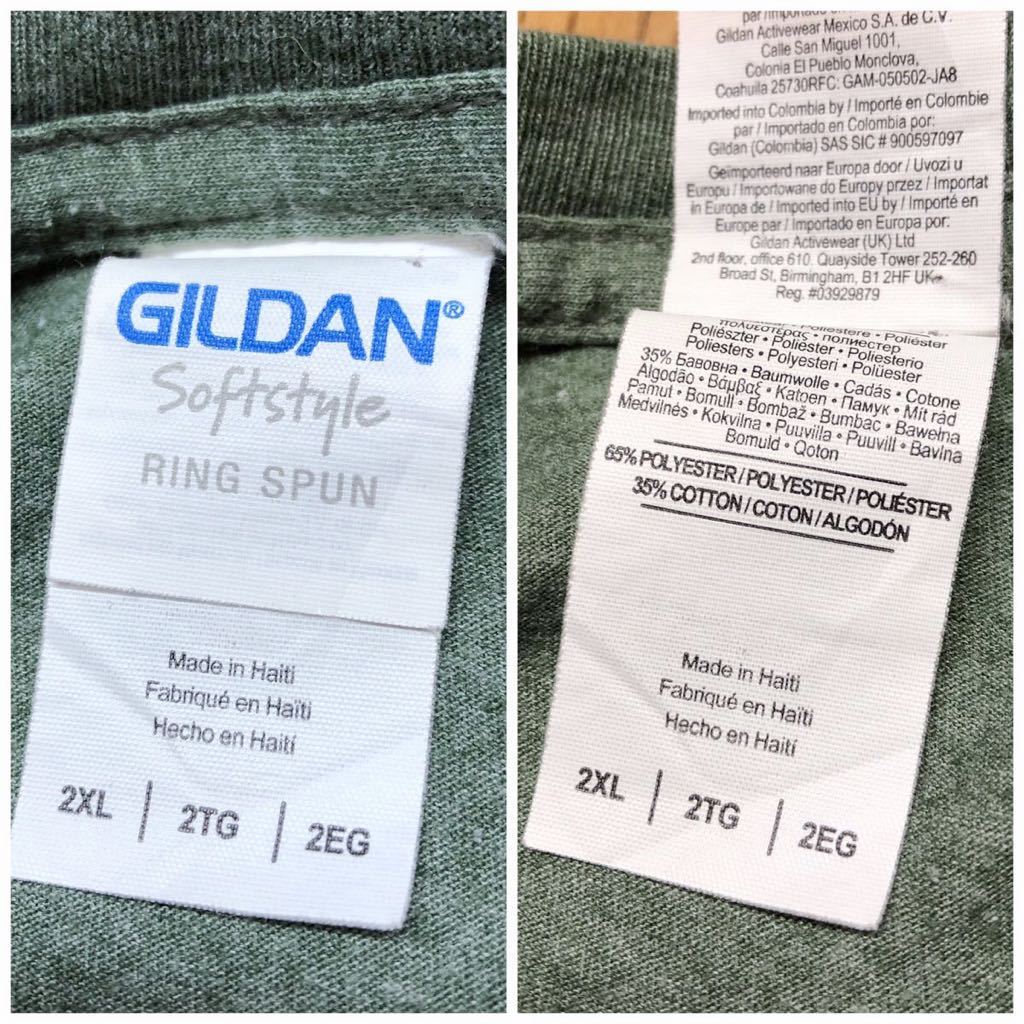 GILDAN®
Softstyle
RING SPUN
Made in Haiti
Fabriqué en Haïti
Hecho en Haití
2XL | 2TG | 2EG
par / Importado
Gildan Activewear Mexico S.A. de C.V.
Calle San Miguel 1001,
Colonia El Pueblo Monclova,
Coahuila 25730RFC: GAM-050502-JA8
Imported into Colombia by / Importé en Colombie
par / Importado en Colombia por:
Gildan (Colombia) SAS SIC # 900597097
Geïmporteerd naar Europa door / Uvozi u
Europu / Importowane do Europy przez / Importat
in Europa de / Imported into EU by / Importé en
Europe par / Importado en Europa por:
Gildan Activewear (UK) Ltd
2nd floor, office 610. Quayside Tower 252-260
Broad St, Birmingham, B1 2HF UK
Reg. #03929879
πολυεστέρας • полиестер • Poliestere • Poliéster
Poliészter • Poliester • Poliesterio
Poliesters • Polyesteri • Polüester
35% Бавовна • Baumwolle • Cadás • Cotone
Algodão • Βάμβαξ • Katoen • Памук • Mít rád
Pamut • Bomull • Bombaž • Bumbac • Bawełna
Medvilnės • Kokvilna • Puuvilla • Puuvill • Bavlna
Bomuld • Qoton
65% POLYESTER / POLYESTER / POLIÉSTER
35% COTTON / COTON / ALGODÓN
Made in Haiti
Fabriqué en Haïti
Hecho en Haití
2XL | 2TG | 2EG